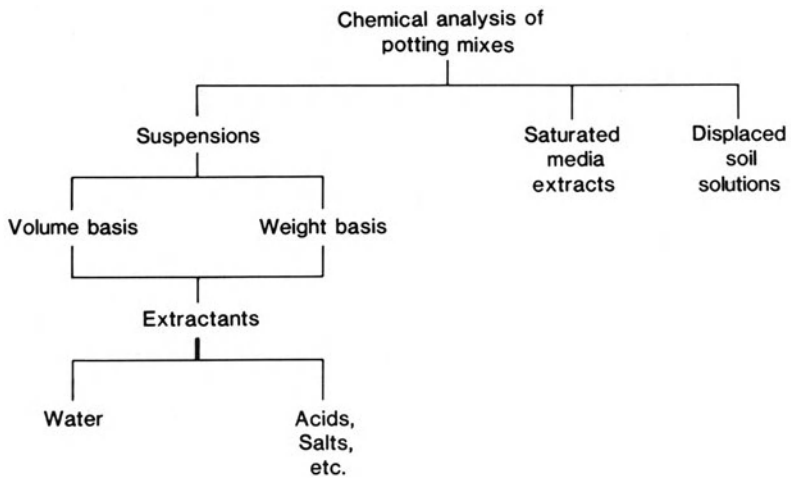 Chemical analysis of
potting mixes
Suspensions
Saturated
media
extracts
Displaced
soil
solutions
Volume basis
Weight basis
Extractants
Water
Acids,
Salts,
etc.